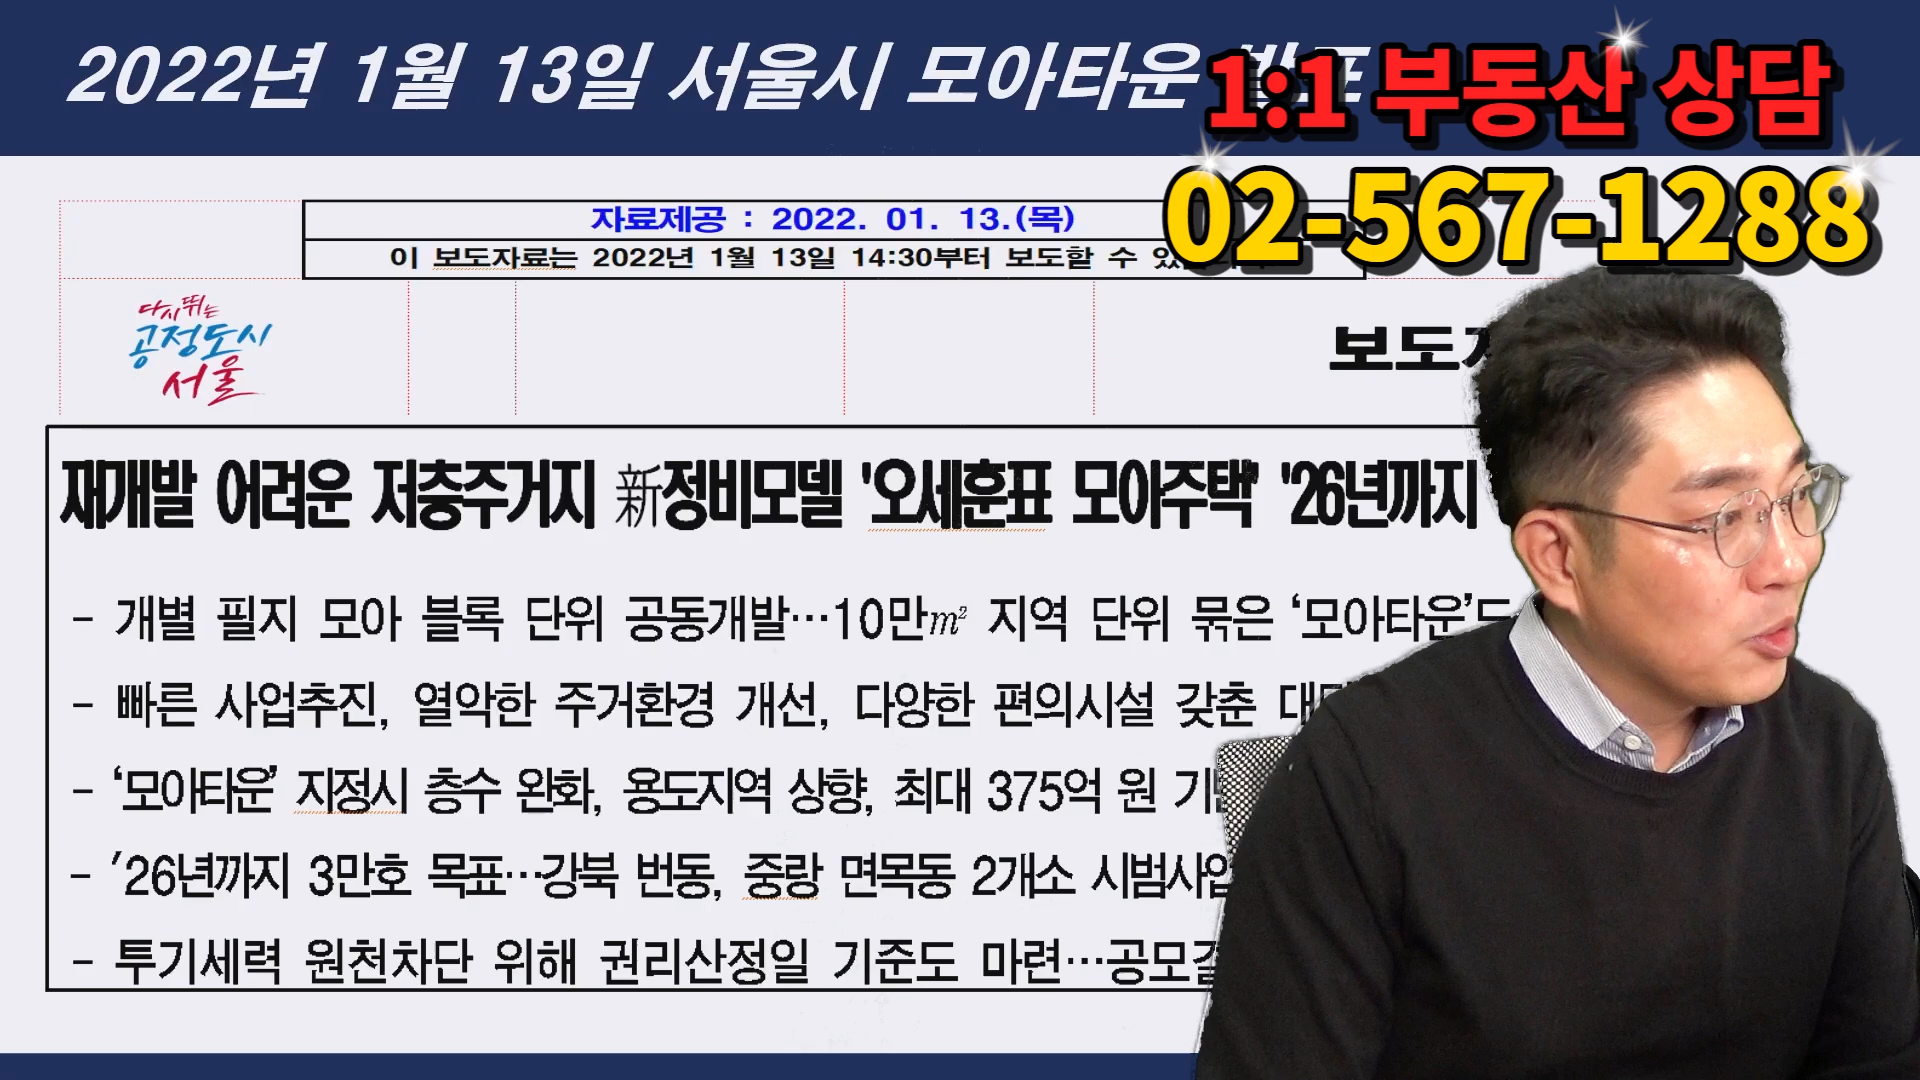 2022년 1월 13일 서울시 모아타운 발표
1:1 부동산 상담
02-567-1288
자료제공 : 2022. 01. 13.(목)
이 보도자료는 2022년 1월 13일 14:30부터 보도할 수
다시뛰는
공정도시
서울
보도
재개발 어려운 저층주거지 新정비모델 '오세훈표 모아주택' '26년까지
- 개별 필지 모아 블록 단위 공동개발…10만㎡ 지역 단위 묶은 '모아타운'도
- 빠른 사업추진, 열악한 주거환경 개선, 다양한 편의시설 갖춘
- '모아타운' 지정시 층수 완화, 용도지역 상향, 최대 375억 원
- '26년까지 3만호 목표…강북 번동, 중랑 면목동 2개소 시범사업
- 투기세력 원천차단 위해 권리산정일 기준도 마련…